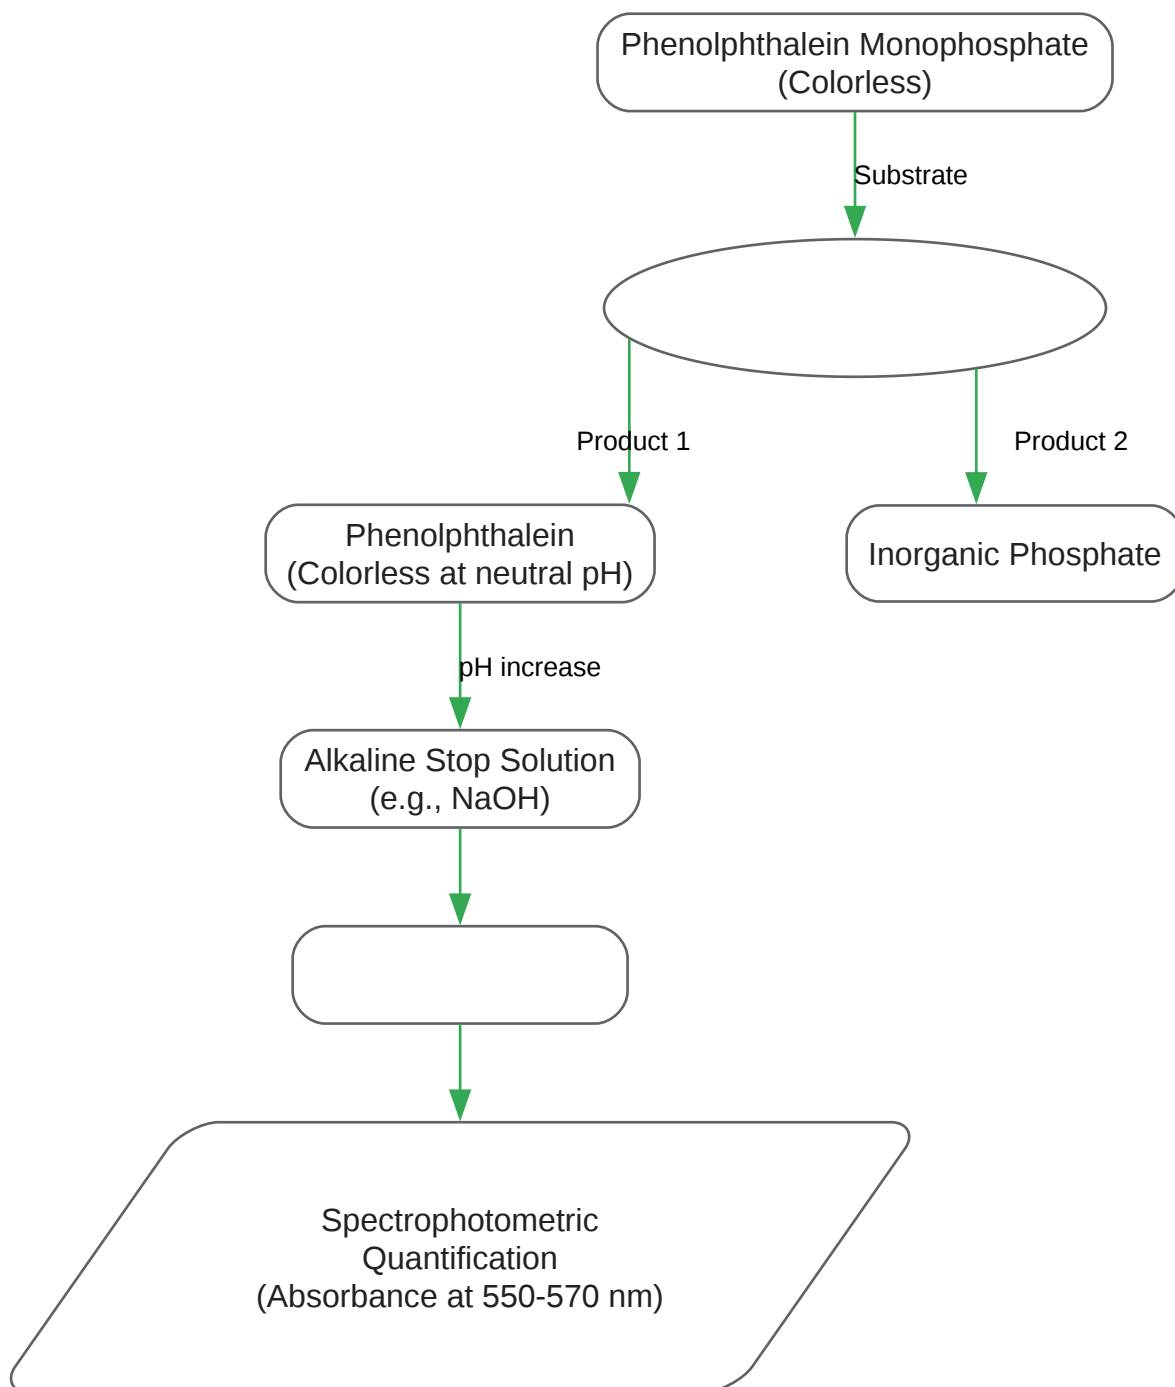 Phenolphthalein Monophosphate
(Colorless)
Substrate
Product 1
Product 2
Phenolphthalein
(Colorless at neutral pH)
Inorganic Phosphate
pH increase
Alkaline Stop Solution
(e.g., NaOH)
Spectrophotometric
Quantification
(Absorbance at 550-570 nm)